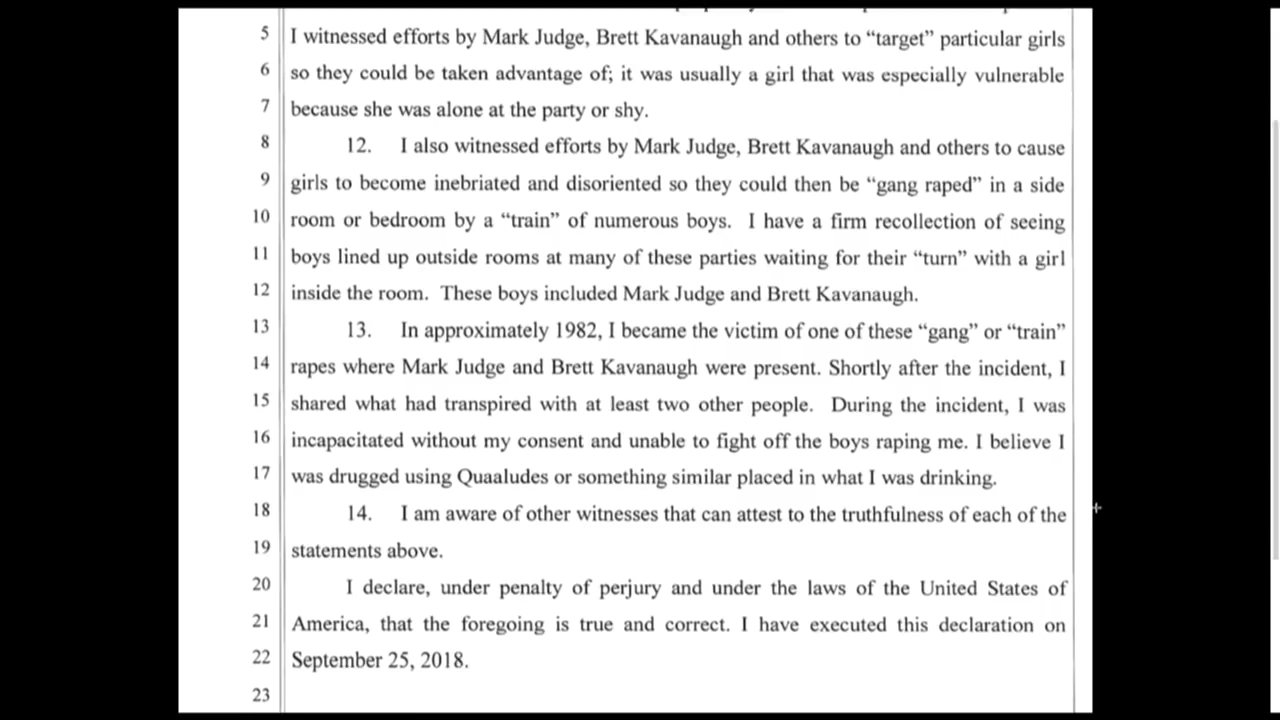 5 I witnessed efforts by Mark Judge, Brett Kavanaugh and others to “target” particular girls
6 so they could be taken advantage of; it was usually a girl that was especially vulnerable
7 because she was alone at the party or shy.
8 12. I also witnessed efforts by Mark Judge, Brett Kavanaugh and others to cause
9 girls to become inebriated and disoriented so they could then be “gang raped” in a side
10 room or bedroom by a “train” of numerous boys. I have a firm recollection of seeing
11 boys lined up outside rooms at many of these parties waiting for their “turn” with a girl
12 inside the room. These boys included Mark Judge and Brett Kavanaugh.
13 13. In approximately 1982, I became the victim of one of these “gang” or “train”
14 rapes where Mark Judge and Brett Kavanaugh were present. Shortly after the incident, I
15 shared what had transpired with at least two other people. During the incident, I was
16 incapacitated without my consent and unable to fight off the boys raping me. I believe I
17 was drugged using Quaaludes or something similar placed in what I was drinking.
18 14. I am aware of other witnesses that can attest to the truthfulness of each of the
19 statements above.
20 I declare, under penalty of perjury and under the laws of the United States of
21 America, that the foregoing is true and correct. I have executed this declaration on
22 September 25, 2018.
23